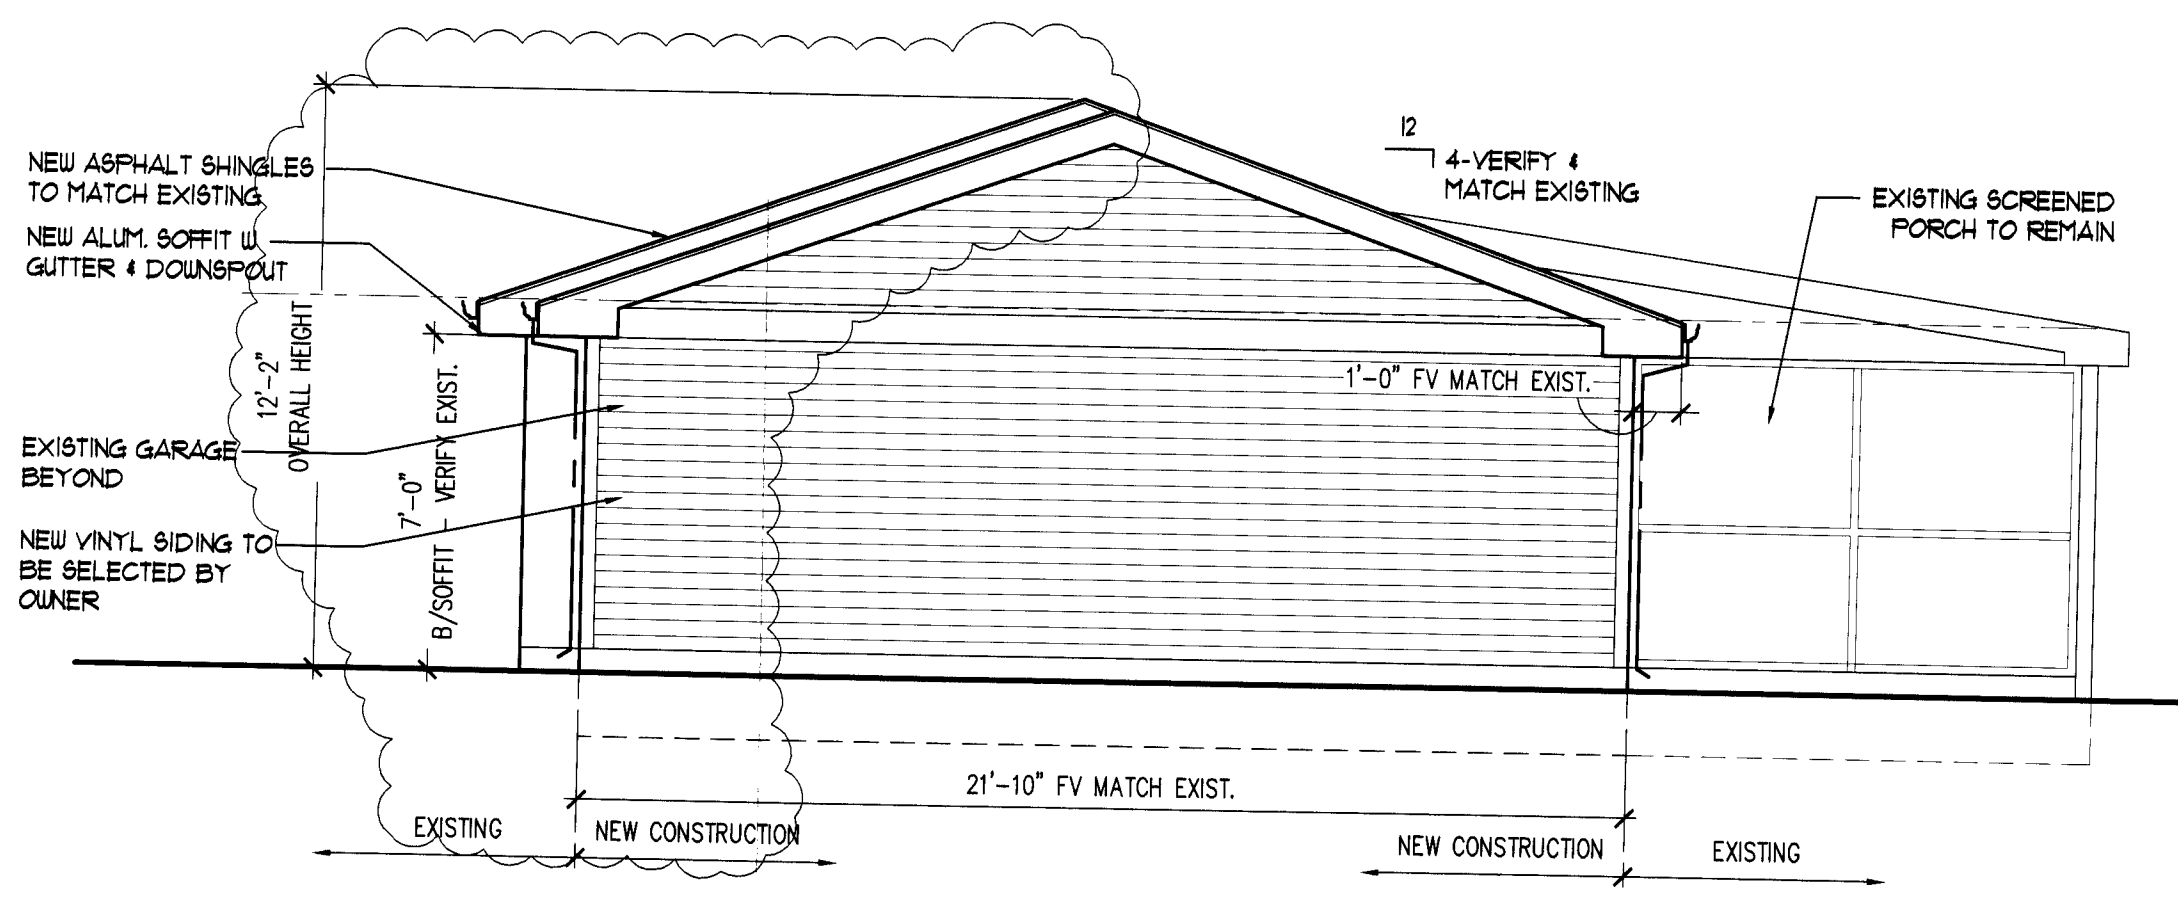 NEW ASPHALT SHINGLES
TO MATCH EXISTING
NEW ALUM. SOFFIT W
GUTTER & DOWNSPOUT
12'-2"
OVERALL HEIGHT
7'-0"
B/SOFFIT - VERIFY EXIST.
EXISTING GARAGE
BEYOND
NEW VINYL SIDING TO
BE SELECTED BY
OWNER
12
4-VERIFY &
MATCH EXISTING
EXISTING SCREENED
PORCH TO REMAIN
1'-0" FV MATCH EXIST.
21'-10" FV MATCH EXIST.
EXISTING
NEW CONSTRUCTION
NEW CONSTRUCTION
EXISTING